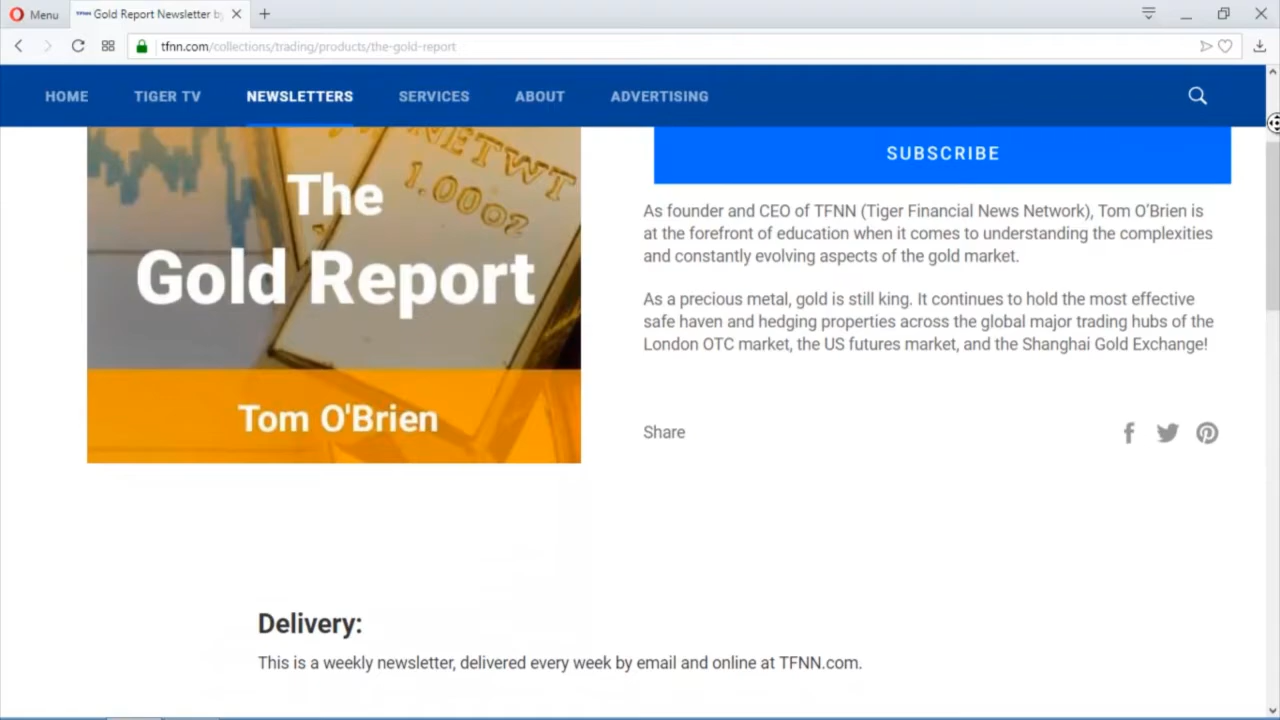 Menu
TFNN Gold Report Newsletter by
tfnn.com/collections/trading/products/the-gold-report
HOME TIGER TV NEWSLETTERS SERVICES ABOUT ADVERTISING
NETWT
1.00oz
The
Gold Report
Tom O'Brien
SUBSCRIBE
As founder and CEO of TFNN (Tiger Financial News Network), Tom O'Brien is
at the forefront of education when it comes to understanding the complexities
and constantly evolving aspects of the gold market.
As a precious metal, gold is still king. It continues to hold the most effective
safe haven and hedging properties across the global major trading hubs of the
London OTC market, the US futures market, and the Shanghai Gold Exchange!
Share
Delivery:
This is a weekly newsletter, delivered every week by email and online at TFNN.com.